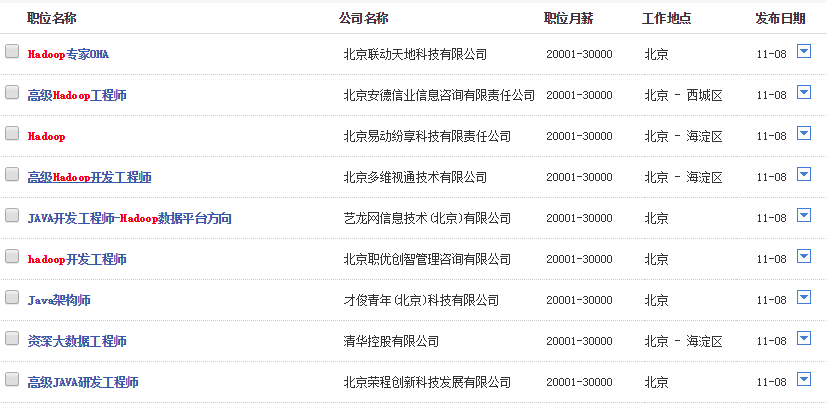 职位名称 公司名称 职位月薪 工作地点 发布日期
Hadoop专家OHA 北京联动天地科技有限公司 20001-30000 北京 11-08
高级Hadoop工程师 北京安德信业信息咨询有限责任公司 20001-30000 北京 - 西城区 11-08
Hadoop 北京易动纷享科技有限责任公司 20001-30000 北京 - 海淀区 11-08
高级Hadoop开发工程师 北京多维视通技术有限公司 20001-30000 北京 - 海淀区 11-08
JAVA开发工程师-Hadoop数据平台方向 艺龙网信息技术(北京)有限公司 20001-30000 北京 11-08
hadoop开发工程师 北京职优创智管理咨询有限公司 20001-30000 北京 11-08
Java架构师 才俊青年(北京)科技有限公司 20001-30000 北京 11-08
资深大数据工程师 清华控股有限公司 20001-30000 北京 - 海淀区 11-08
高级JAVA研发工程师 北京荣程创新科技发展有限公司 20001-30000 北京 11-08